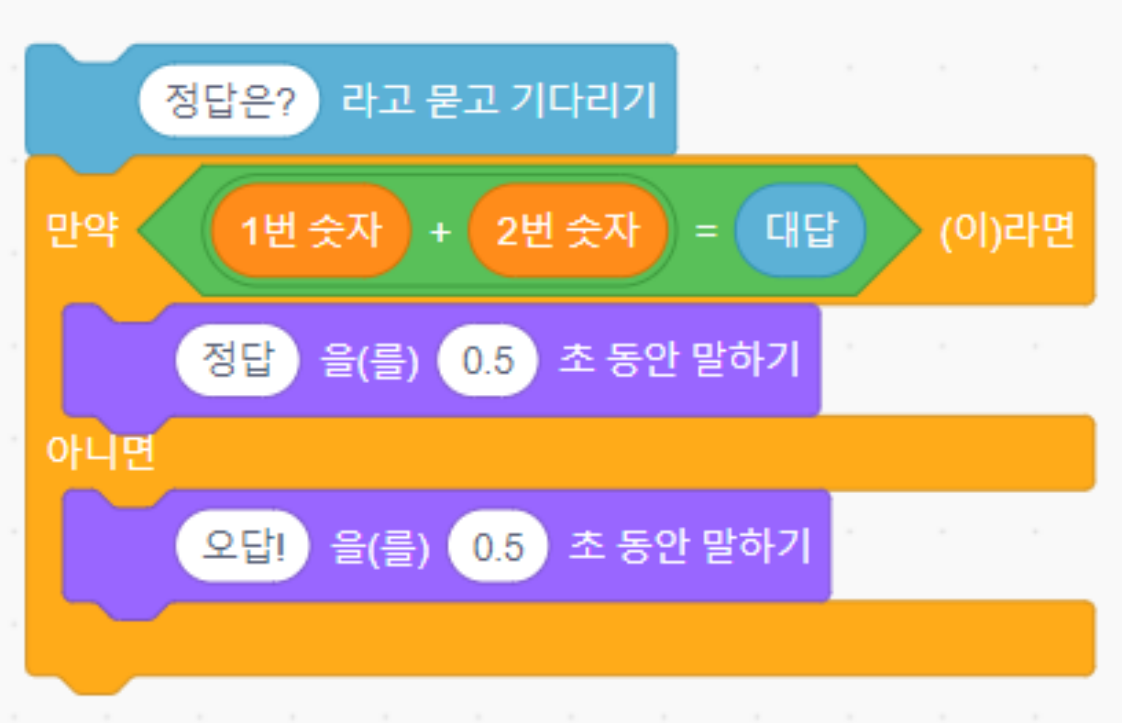 정답은? 라고 묻고 기다리기
만약 1번 숫자 + 2번 숫자 = 대답 (이)라면
정답 을(를) 0.5 초 동안 말하기
아니면
오답! 을(를) 0.5 초 동안 말하기